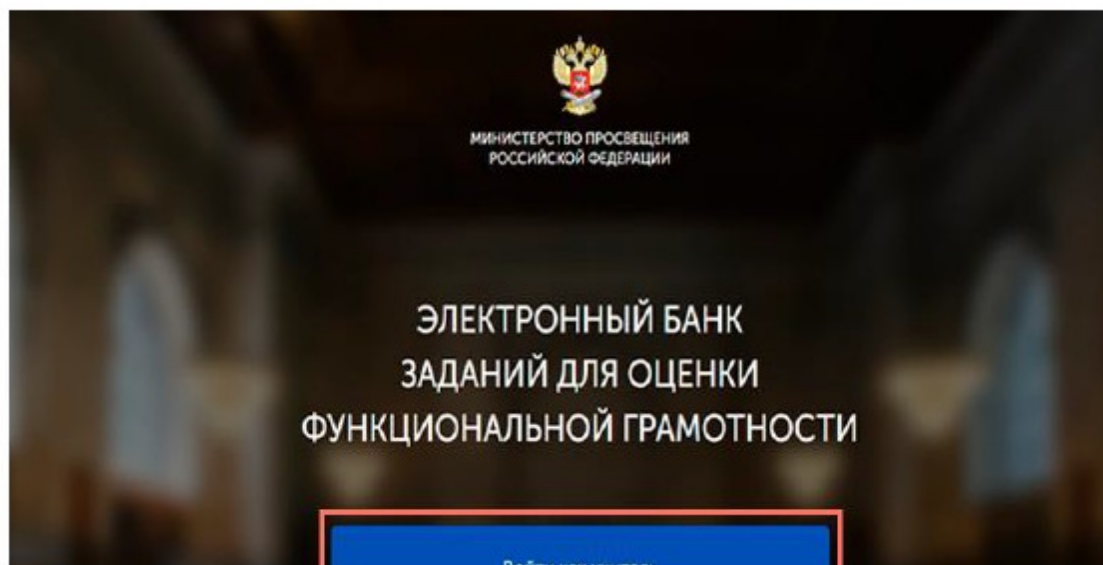 МИНИСТЕРСТВО ПРОСВЕЩЕНИЯ
РОССИЙСКОЙ ФЕДЕРАЦИИ
ЭЛЕКТРОННЫЙ БАНК
ЗАДАНИЙ ДЛЯ ОЦЕНКИ
ФУНКЦИОНАЛЬНОЙ ГРАМОТНОСТИ